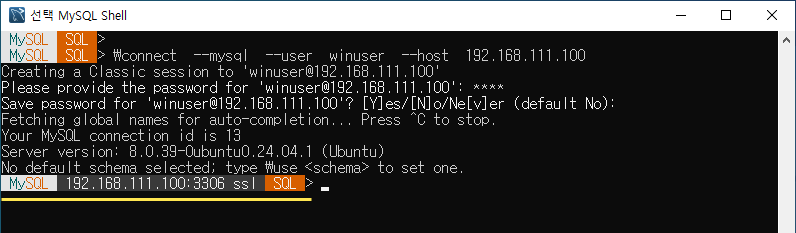 선택 MySQL Shell
MySQL SQL >
MySQL SQL > ₩connect --mysql --user winuser --host 192.168.111.100
Creating a Classic session to 'winuser@192.168.111.100'
Please provide the password for 'winuser@192.168.111.100': ****
Save password for 'winuser@192.168.111.100'? [Y]es/[N]o/Ne[v]er (default No):
Fetching global names for auto-completion... Press ^C to stop.
Your MySQL connection id is 13
Server version: 8.0.39-0ubuntu0.24.04.1 (Ubuntu)
No default schema selected; type ₩use <schema> to set one.
MySQL 192.168.111.100:3306 ssl SQL >